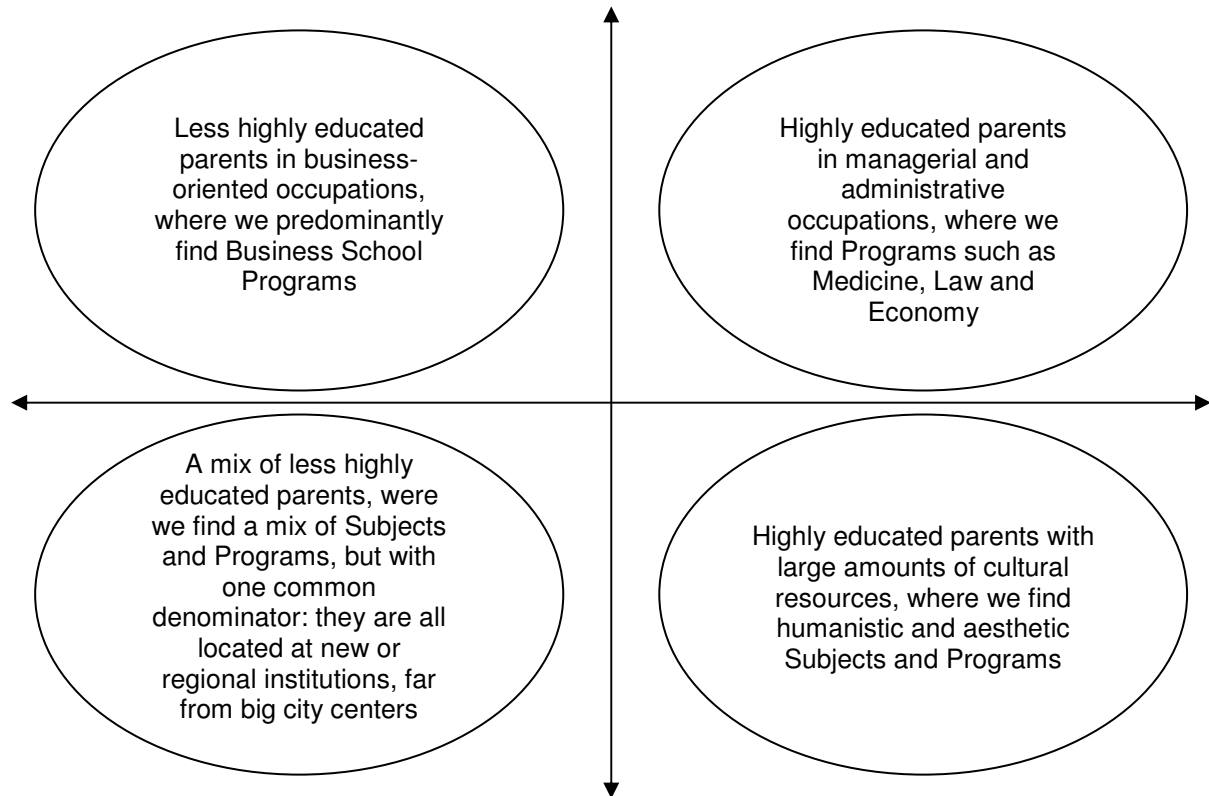 Less highly educated
parents in business-
oriented occupations,
where we predominantly
find Business School
Programs
Highly educated parents
in managerial and
administrative
occupations, where we
find Programs such as
Medicine, Law and
Economy
A mix of less highly
educated parents, were
we find a mix of Subjects
and Programs, but with
one common
denominator: they are all
located at new or
regional institutions, far
from big city centers
Highly educated parents with
large amounts of cultural
resources, where we find
humanistic and aesthetic
Subjects and Programs